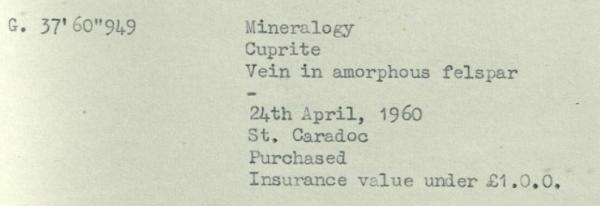 G. 37'60"949 Mineralogy
Cuprite
Vein in amorphous felspar
-
24th April, 1960
St. Caradoc
Purchased
Insurance value under £1.0.0.